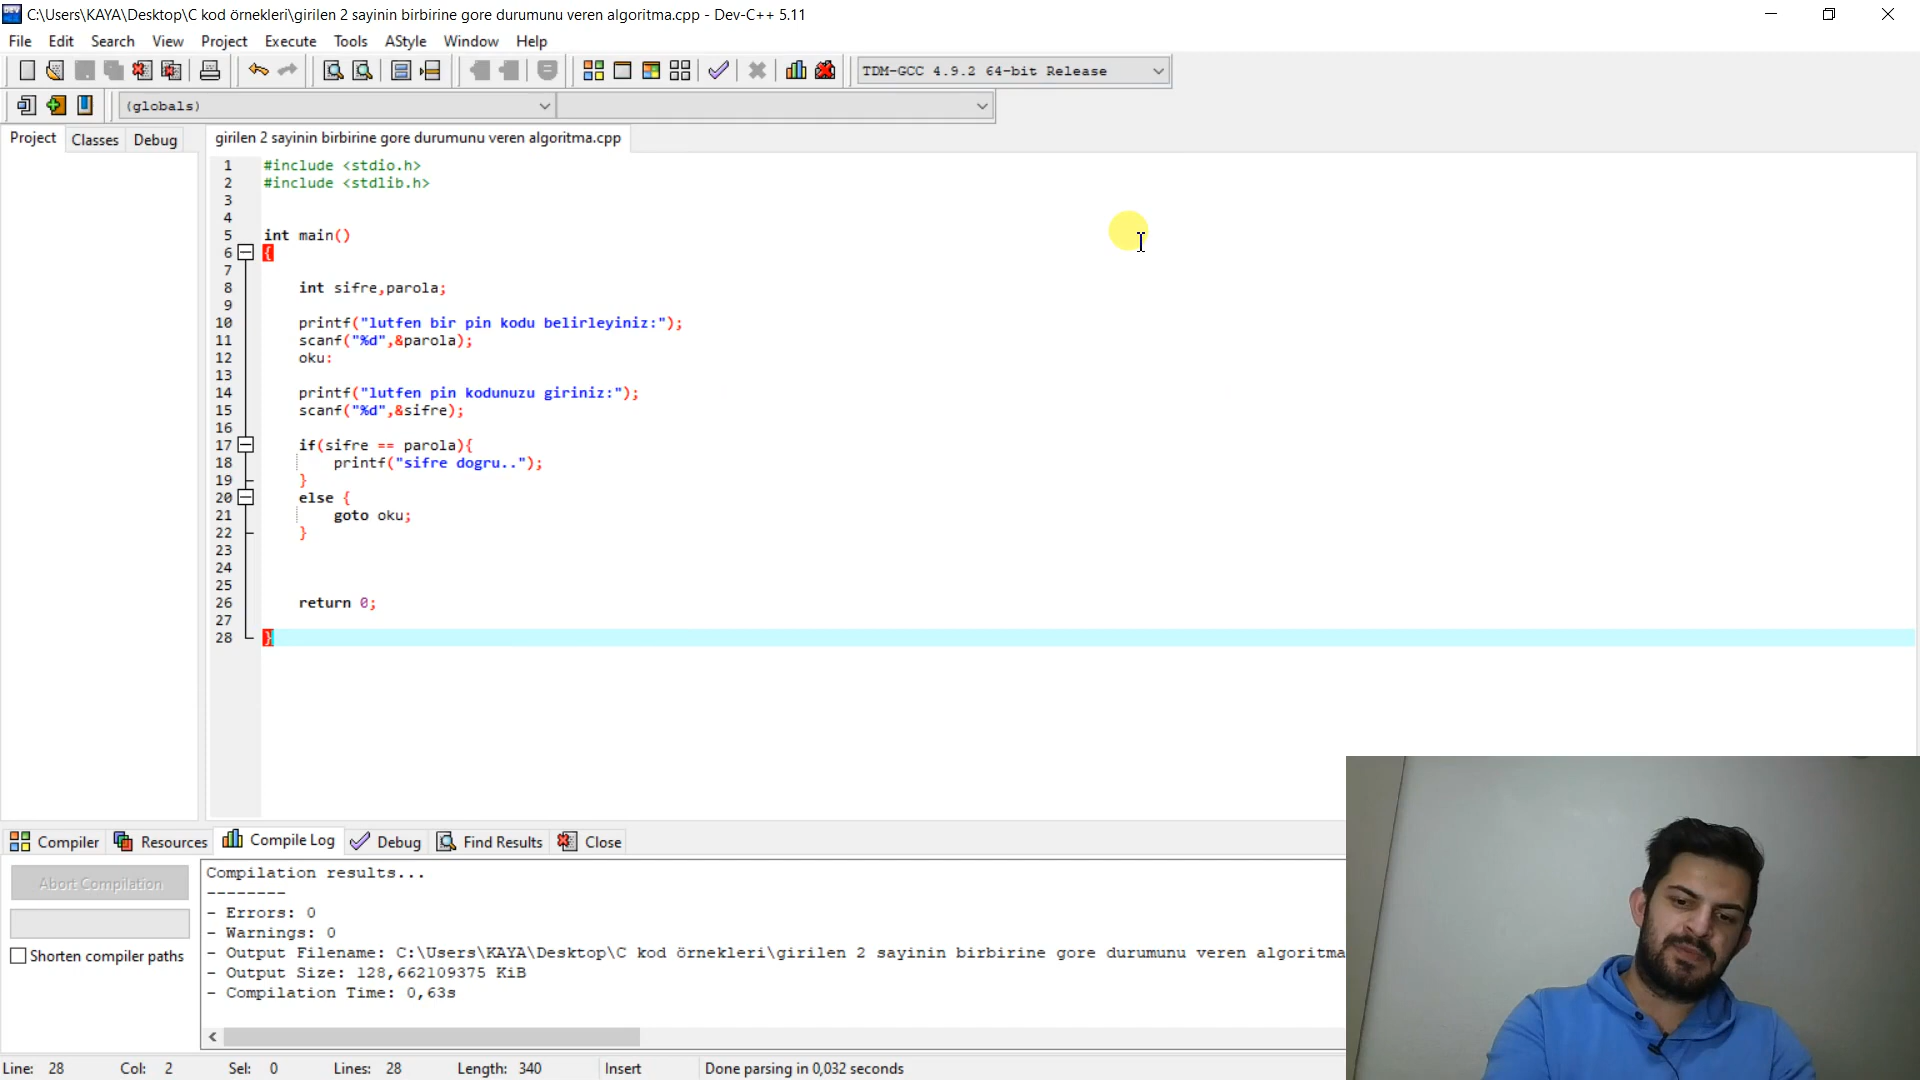 C:\Users\KAYA\Desktop\C kod örnekleri\girilen 2 sayinin birbirine gore durumunu veren algoritma.cpp - Dev-C++ 5.11
File Edit Search View Project Execute Tools AStyle Window Help
TDM-GCC 4.9.2 64-bit Release
(globals)
Project Classes Debug
girilen 2 sayinin birbirine gore durumunu veren algoritma.cpp
1 #include <stdio.h>
2 #include <stdlib.h>
3
4
5 int main()
6 {
7
8 int sifre,parola;
9
10 printf("lutfen bir pin kodu belirleyiniz:");
11 scanf("%d",&parola);
12 oku:
13
14 printf("lutfen pin kodunuzu giriniz:");
15 scanf("%d",&sifre);
16
17 if(sifre == parola){
18 printf("sifre dogru..");
19 }
20 else {
21 goto oku;
22 }
23
24
25
26 return 0;
27
28 }
Compiler Resources Compile Log Debug Find Results Close
Abort Compilation
Shorten compiler paths
Compilation results...
--------
- Errors: 0
- Warnings: 0
- Output Filename: C:\Users\KAYA\Desktop\C kod örnekleri\girilen 2 sayinin birbirine gore durumunu veren algoritma
- Output Size: 128,662109375 KiB
- Compilation Time: 0,63s
Line: 28 Col: 2 Sel: 0 Lines: 28 Length: 340 Insert Done parsing in 0,032 seconds